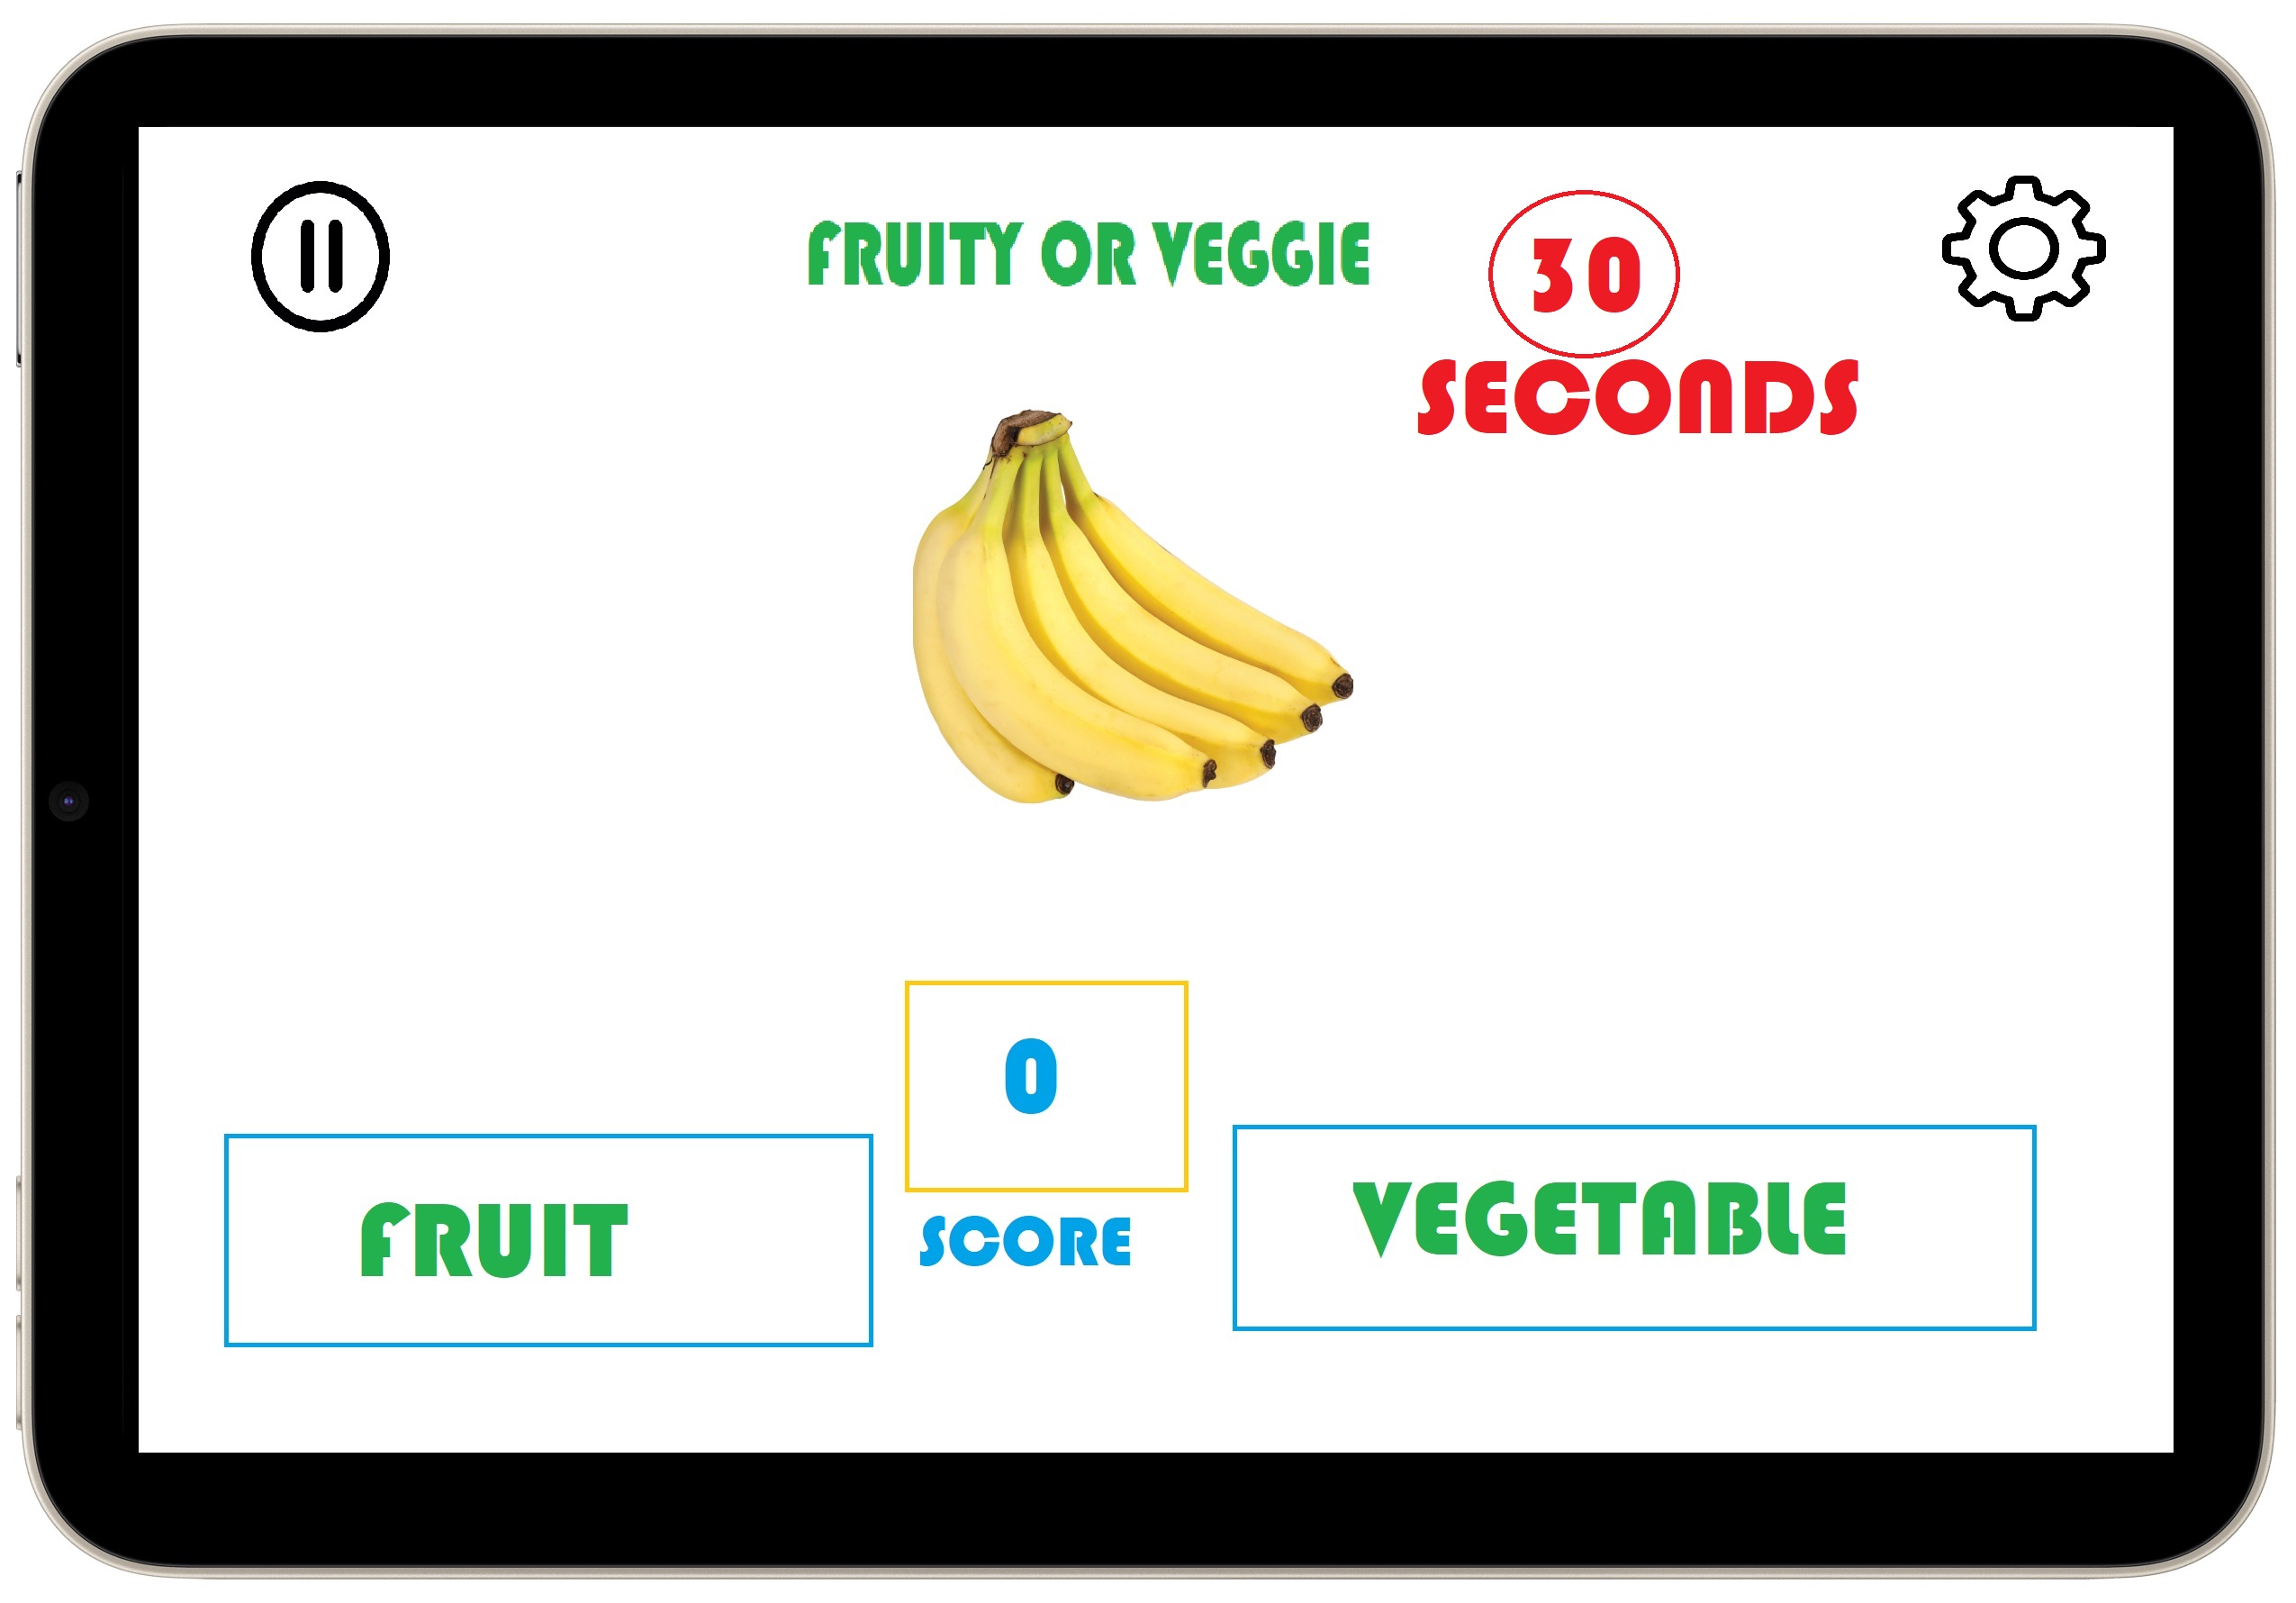 FRUITY OR VEGGIE
30
SECONDS
0
SCORE
FRUIT
VEGETABLE